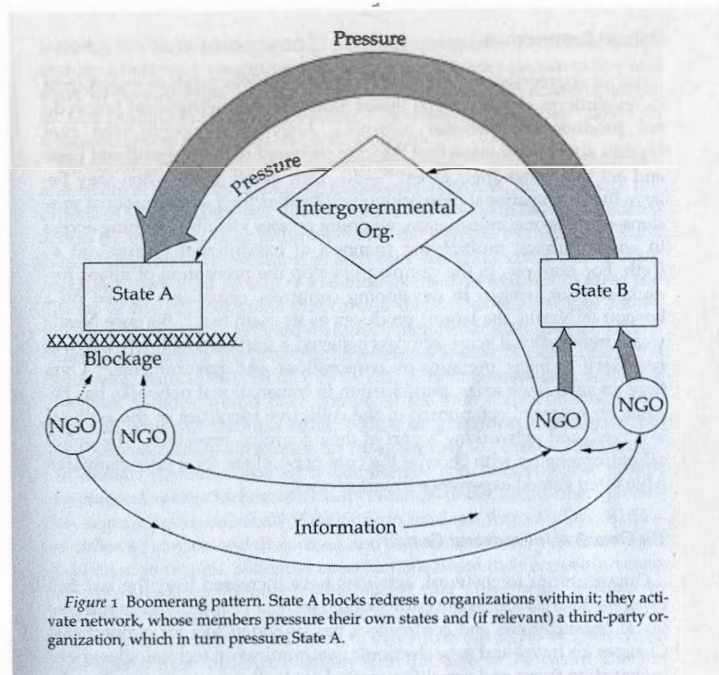 Pressure
Pressure
Intergovernmental
Org.
State A
State B
XXXXXXXXXXXXXXXXXX
Blockage
NGO
NGO
NGO
NGO
Information
Figure 1 Boomerang pattern. State A blocks redress to organizations within it; they acti-
vate network, whose members pressure their own states and (if relevant) a third-party or-
ganization, which in turn pressure State A.